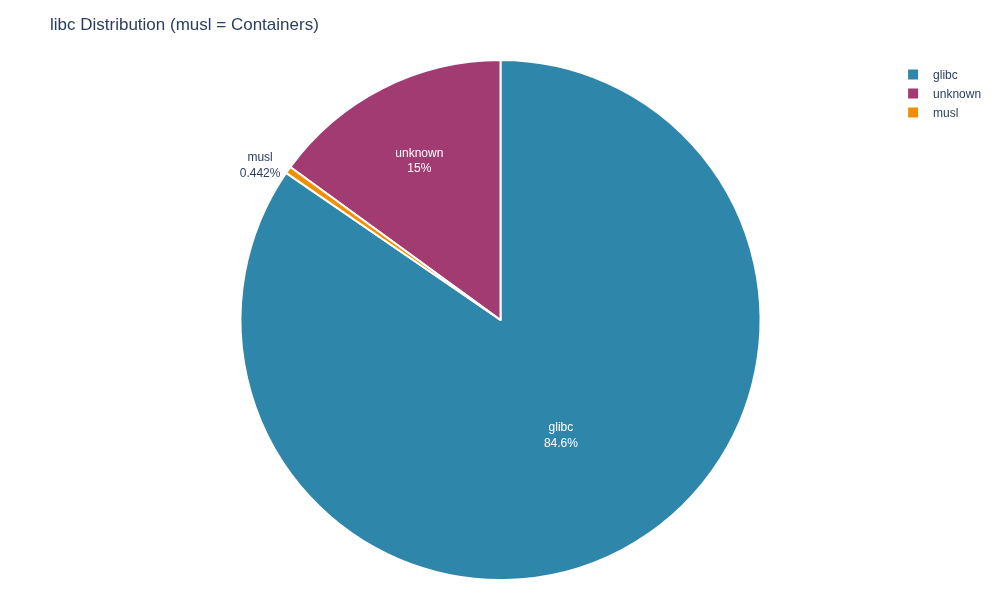 libc Distribution (musl = Containers)
glibc
unknown
musl
musl
0.442%
unknown
15%
glibc
84.6%